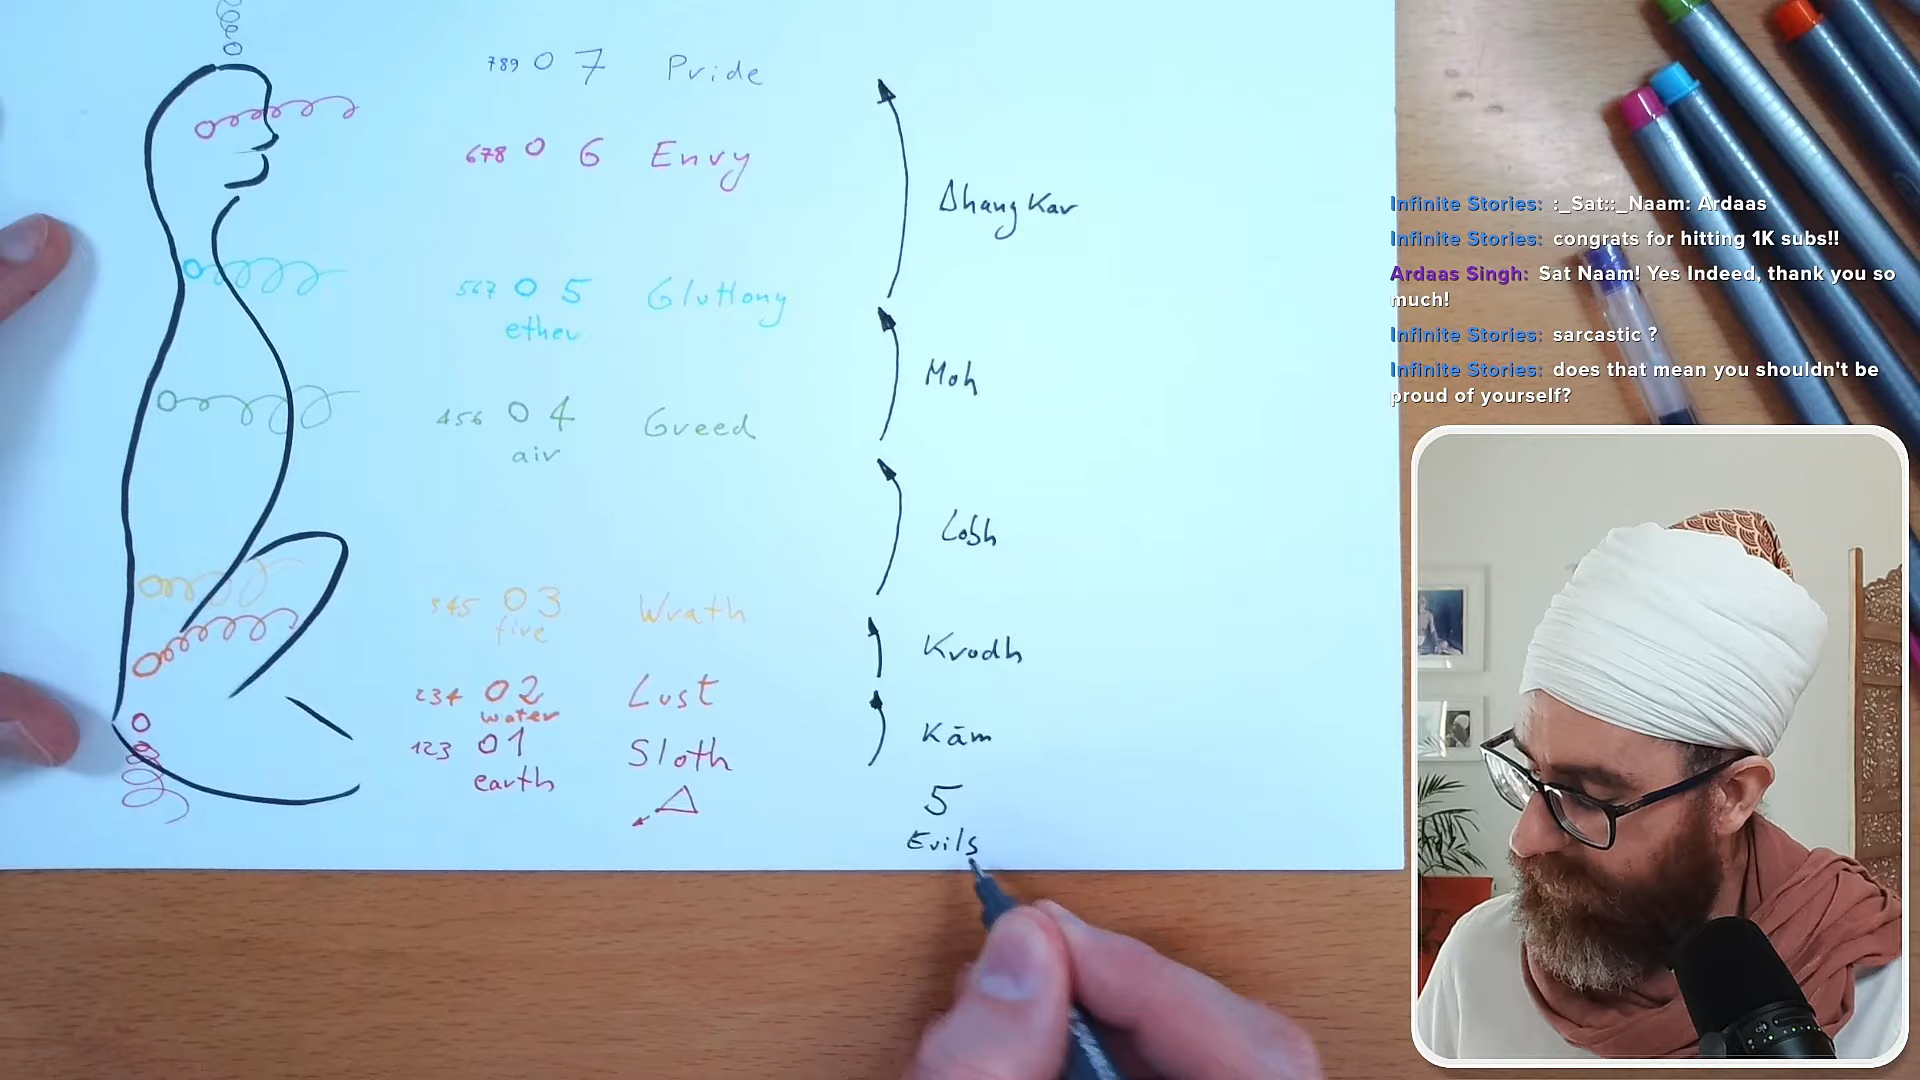 789 0 7 Pride
678 0 6 Envy
567 0 5 Gluttony
ether
456 0 4 Greed
air
345 0 3 Wrath
fire
234 0 2 Lust
water
123 0 1 Sloth
earth
Ahang Kar
Moh
Lobh
Krodh
Kām
5
Evils
Infinite Stories: :_Sat::_Naam: Ardaas
Infinite Stories: congrats for hitting 1K subs!!
Ardaas Singh: Sat Naam! Yes Indeed, thank you so
much!
Infinite Stories: sarcastic ?
Infinite Stories: does that mean you shouldn't be
proud of yourself?